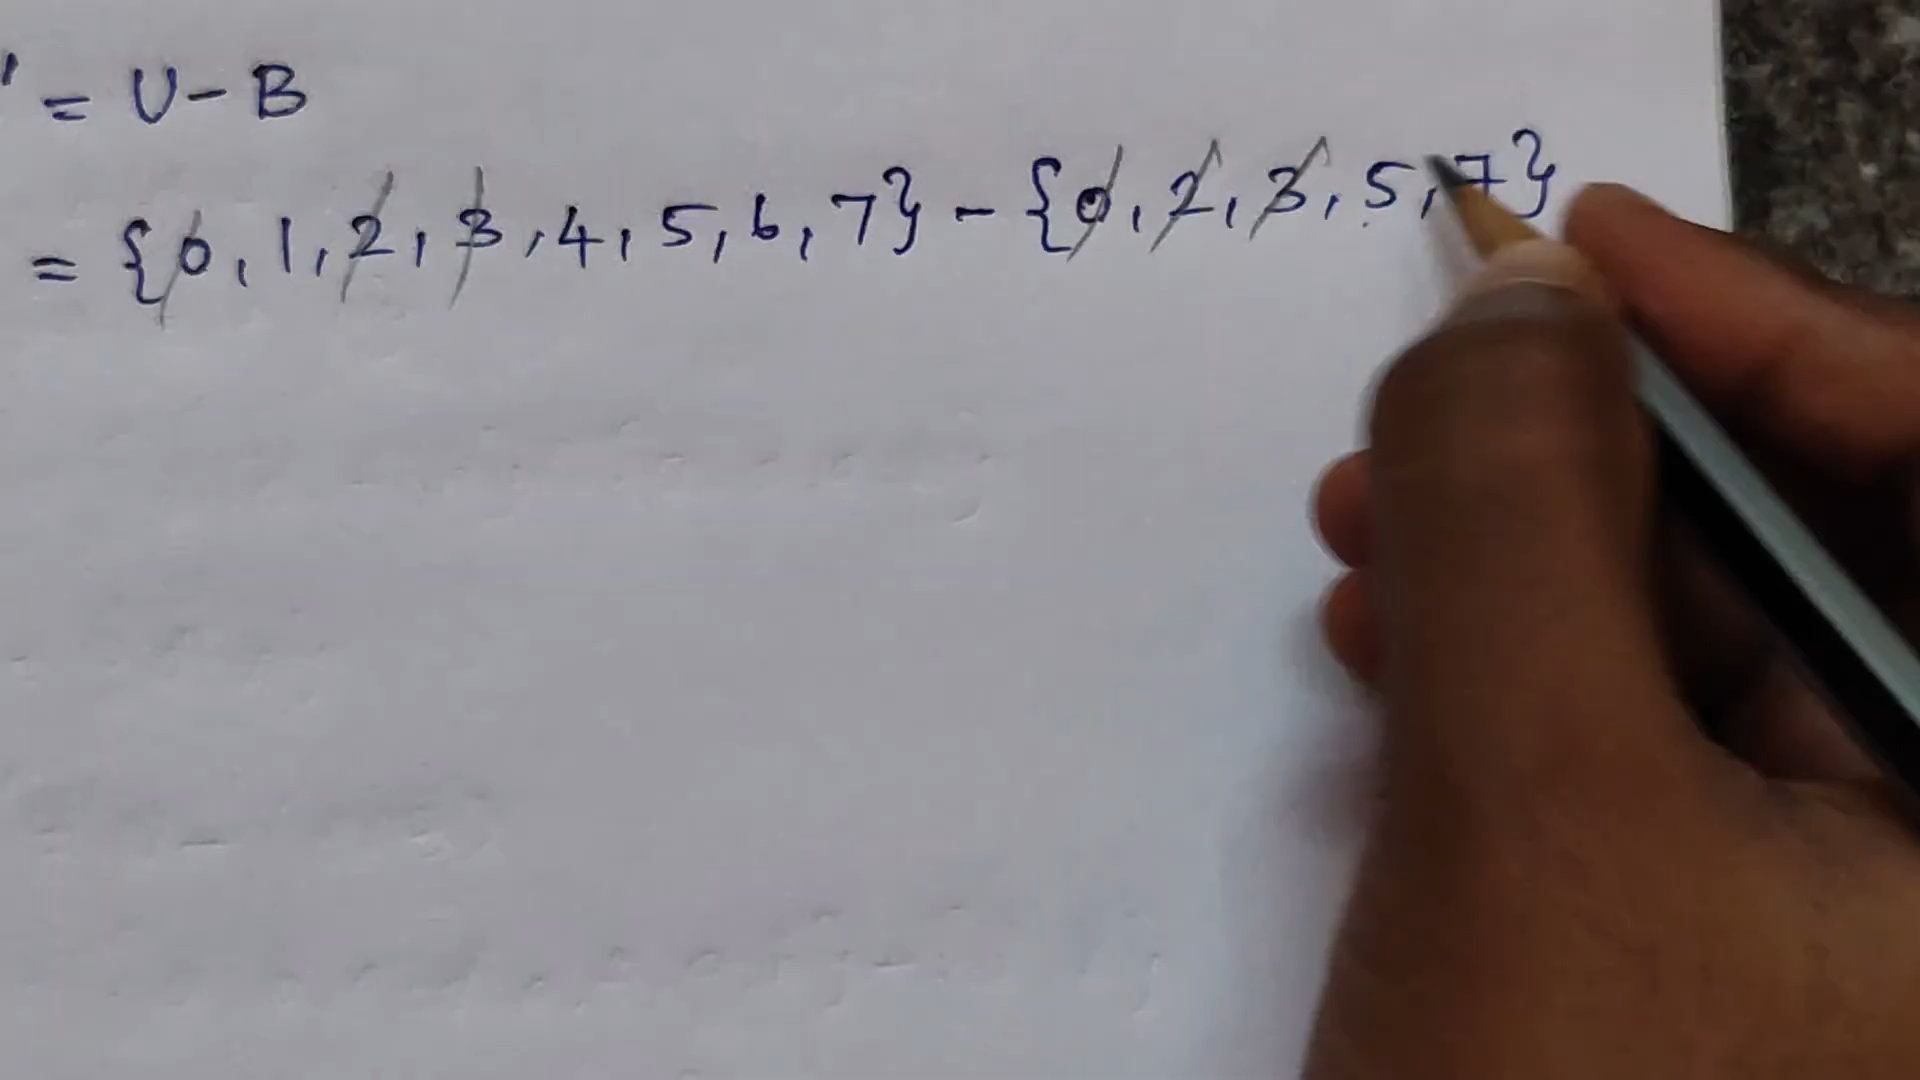 ' = U - B
= {0, 1, 2, 3, 4, 5, 6, 7} - {0, 2, 3, 5, 7}